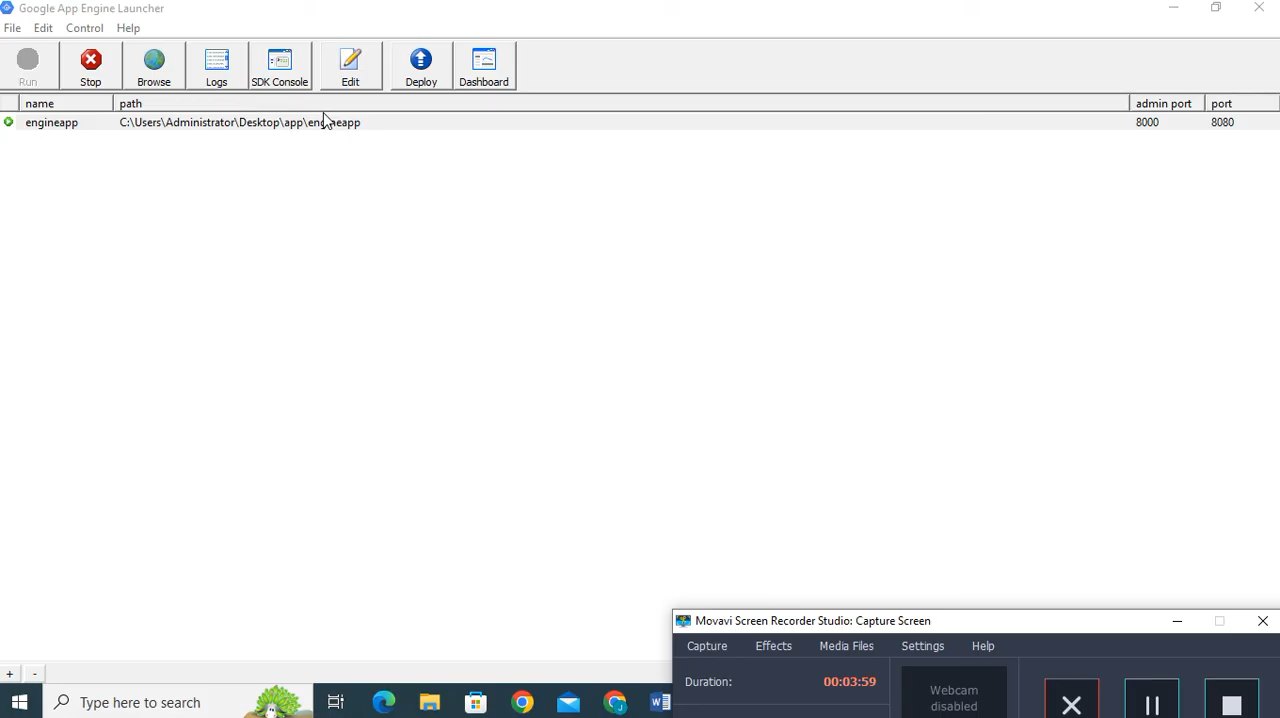 Google App Engine Launcher
File Edit Control Help
Run Stop Browse Logs SDK Console Edit Deploy Dashboard
name path admin port port
engineapp C:\Users\Administrator\Desktop\app\engineapp 8000 8080
Movavi Screen Recorder Studio: Capture Screen
Capture Effects Media Files Settings Help
Duration: 00:03:59
Webcam
disabled
+ -
Type here to search